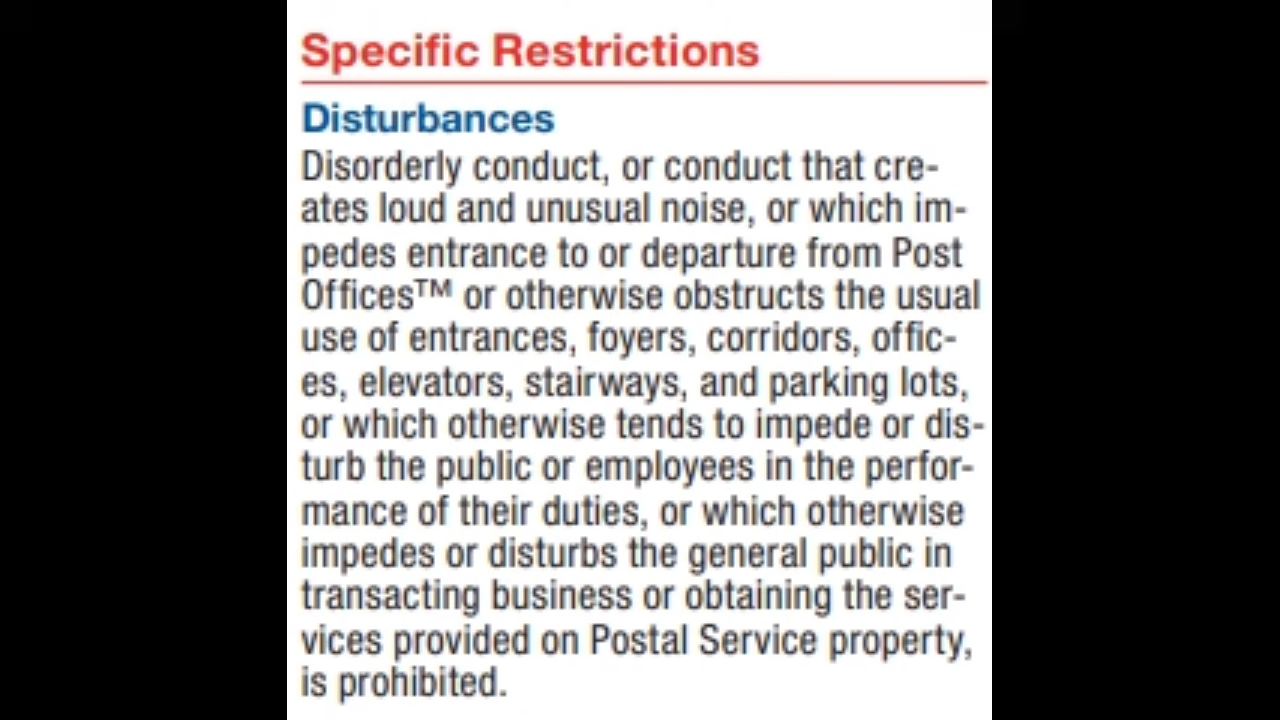 Specific Restrictions
Disturbances
Disorderly conduct, or conduct that cre-
ates loud and unusual noise, or which im-
pedes entrance to or departure from Post
Offices™ or otherwise obstructs the usual
use of entrances, foyers, corridors, offic-
es, elevators, stairways, and parking lots,
or which otherwise tends to impede or dis-
turb the public or employees in the perfor-
mance of their duties, or which otherwise
impedes or disturbs the general public in
transacting business or obtaining the ser-
vices provided on Postal Service property,
is prohibited.